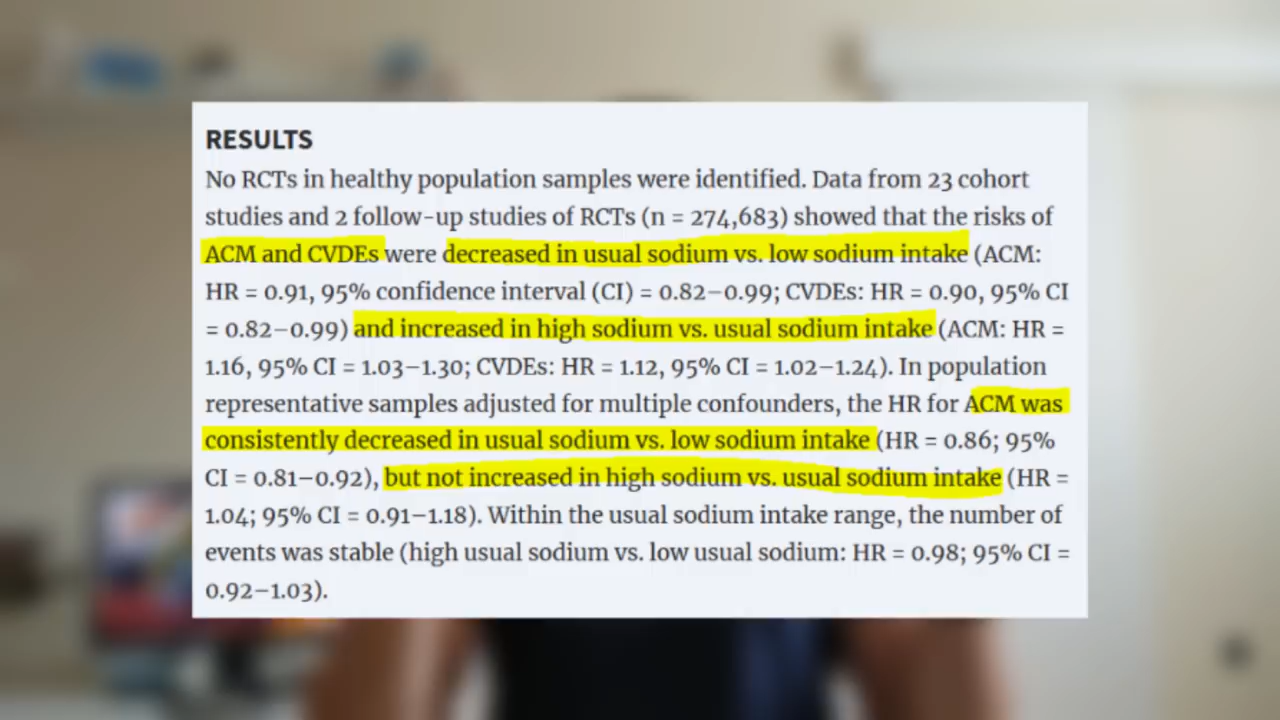 RESULTS
No RCTs in healthy population samples were identified. Data from 23 cohort
studies and 2 follow-up studies of RCTs (n = 274,683) showed that the risks of
ACM and CVDEs were decreased in usual sodium vs. low sodium intake (ACM:
HR = 0.91, 95% confidence interval (CI) = 0.82–0.99; CVDEs: HR = 0.90, 95% CI
= 0.82–0.99) and increased in high sodium vs. usual sodium intake (ACM: HR =
1.16, 95% CI = 1.03–1.30; CVDEs: HR = 1.12, 95% CI = 1.02–1.24). In population
representative samples adjusted for multiple confounders, the HR for ACM was
consistently decreased in usual sodium vs. low sodium intake (HR = 0.86; 95%
CI = 0.81–0.92), but not increased in high sodium vs. usual sodium intake (HR =
1.04; 95% CI = 0.91–1.18). Within the usual sodium intake range, the number of
events was stable (high usual sodium vs. low usual sodium: HR = 0.98; 95% CI =
0.92–1.03).